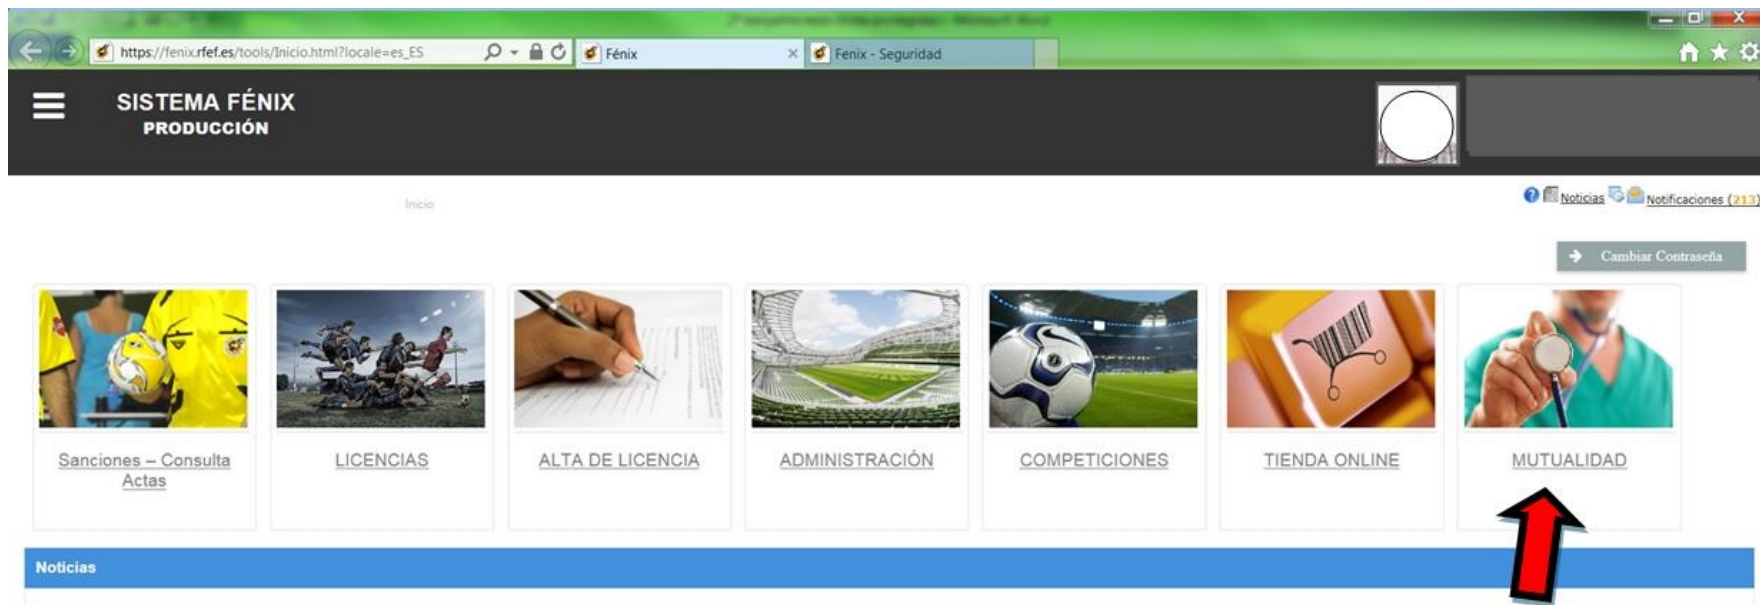 https://fenix.rfef.es/tools/Inicio.html?locale=es_ES
Fénix
Fenix - Seguridad
SISTEMA FÉNIX
PRODUCCIÓN
Inicio
Noticias
Notificaciones (213)
Cambiar Contraseña
Sanciones – Consulta
Actas
LICENCIAS
ALTA DE LICENCIA
ADMINISTRACIÓN
COMPETICIONES
TIENDA ONLINE
MUTUALIDAD
Noticias